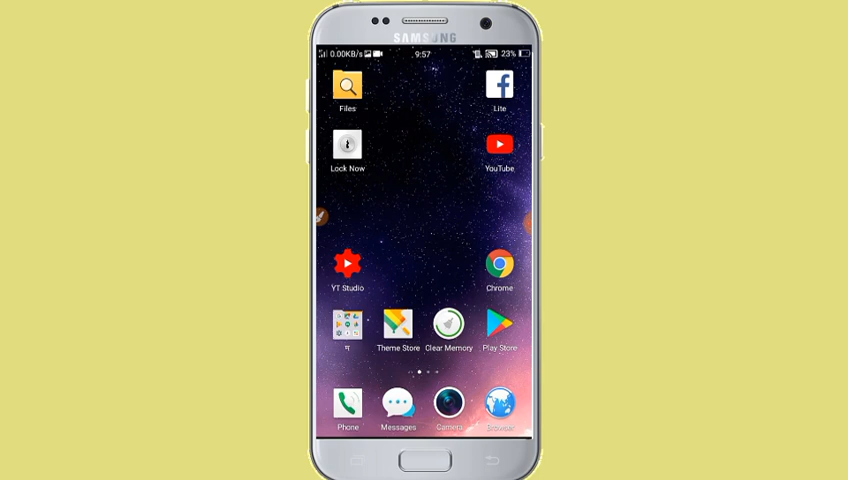 SAMSUNG
0.00KB/s 9:57 23%
Files Lite
Lock Now YouTube
YT Studio Chrome
म Theme Store Clear Memory Play Store
Phone Messages Camera Browser